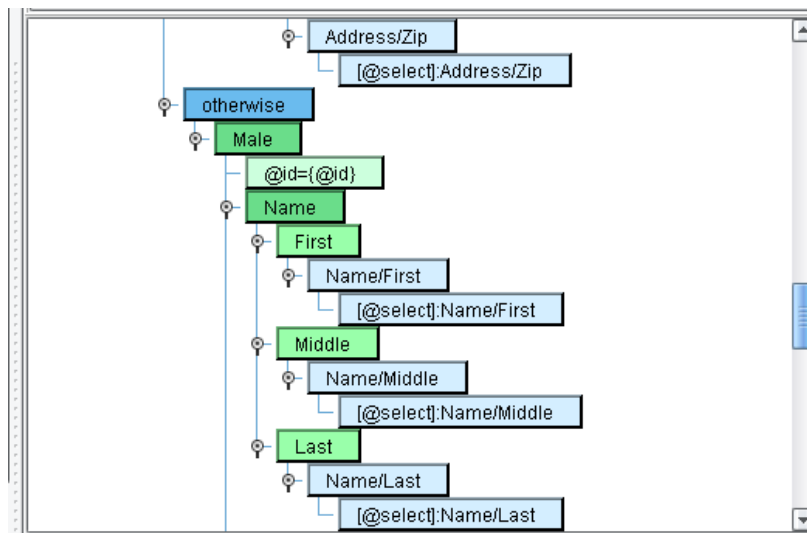 Address/Zip
[@select]:Address/Zip
otherwise
Male
@id={@id}
Name
First
Name/First
[@select]:Name/First
Middle
Name/Middle
[@select]:Name/Middle
Last
Name/Last
[@select]:Name/Last